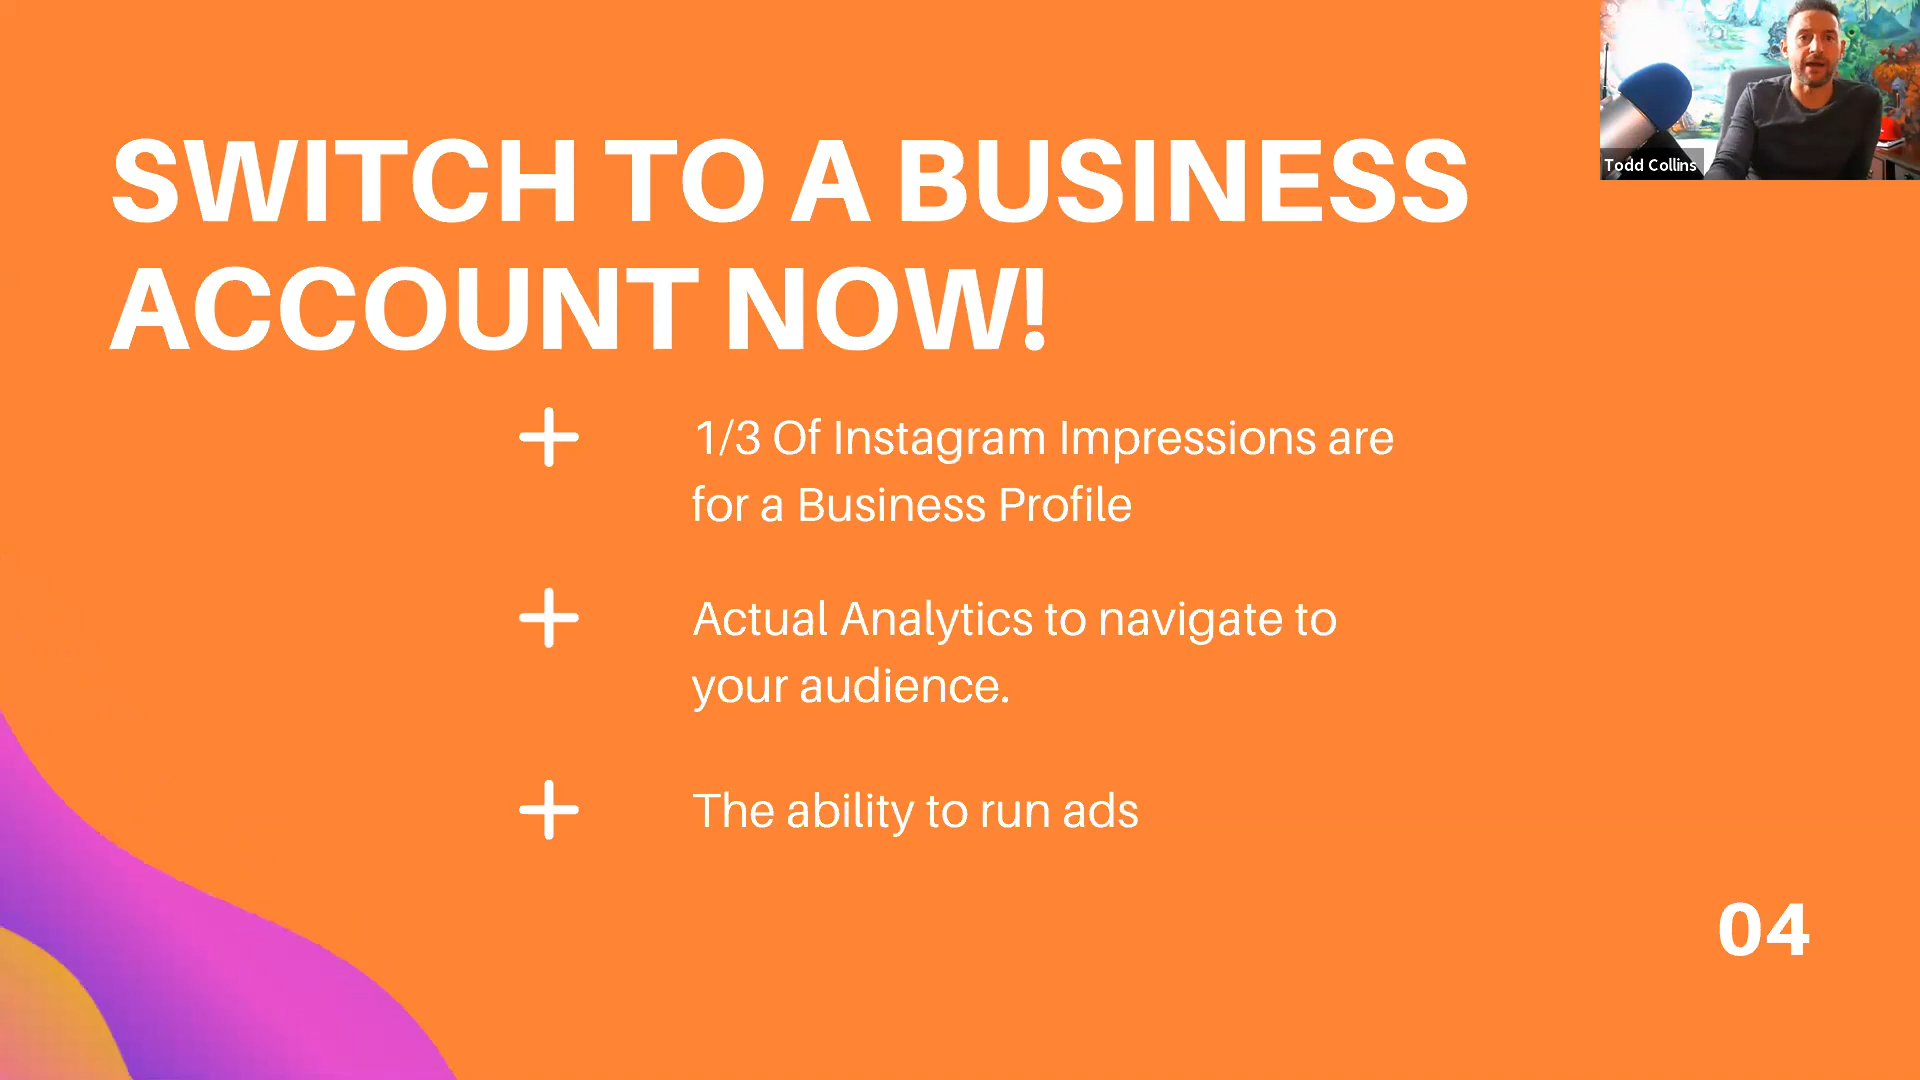 SWITCH TO A BUSINESS
ACCOUNT NOW!
1/3 Of Instagram Impressions are
for a Business Profile
Actual Analytics to navigate to
your audience.
The ability to run ads
04
Todd Collins